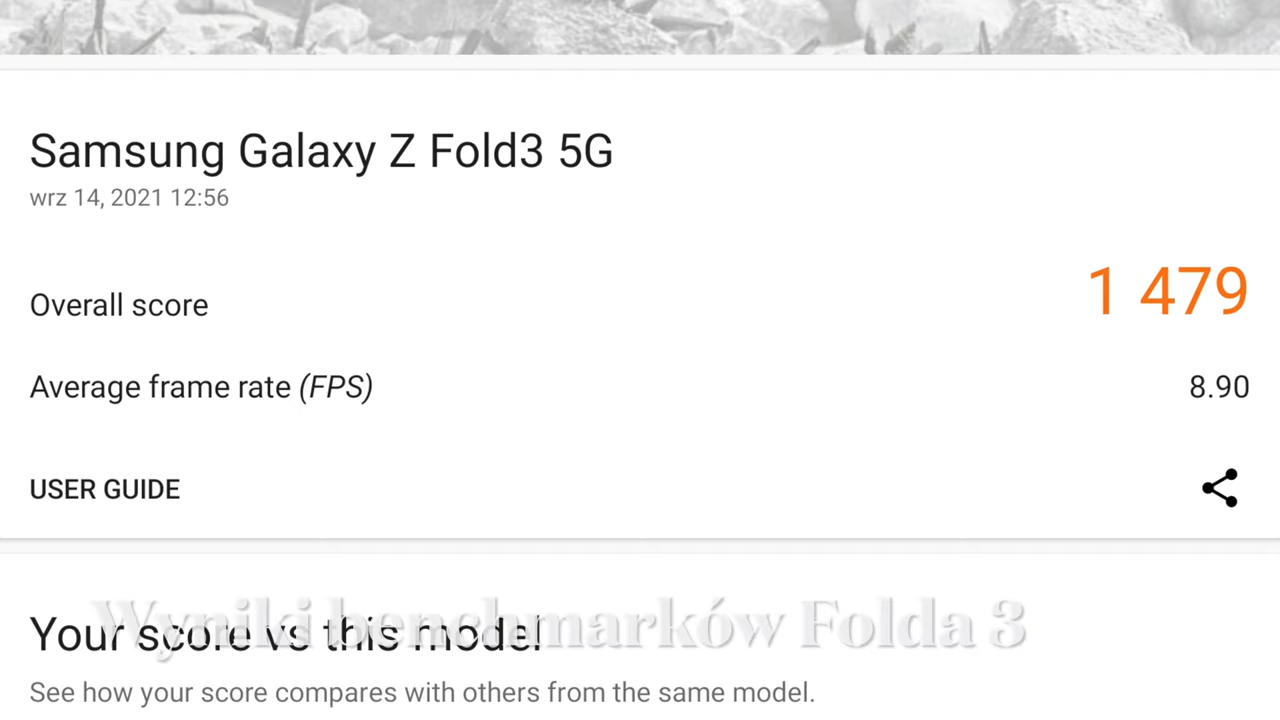 Samsung Galaxy Z Fold3 5G
wrz 14, 2021 12:56
Overall score 1 479
Average frame rate (FPS) 8.90
USER GUIDE
Your score vs this model
Wyniki benchmarków Folda 3
See how your score compares with others from the same model.